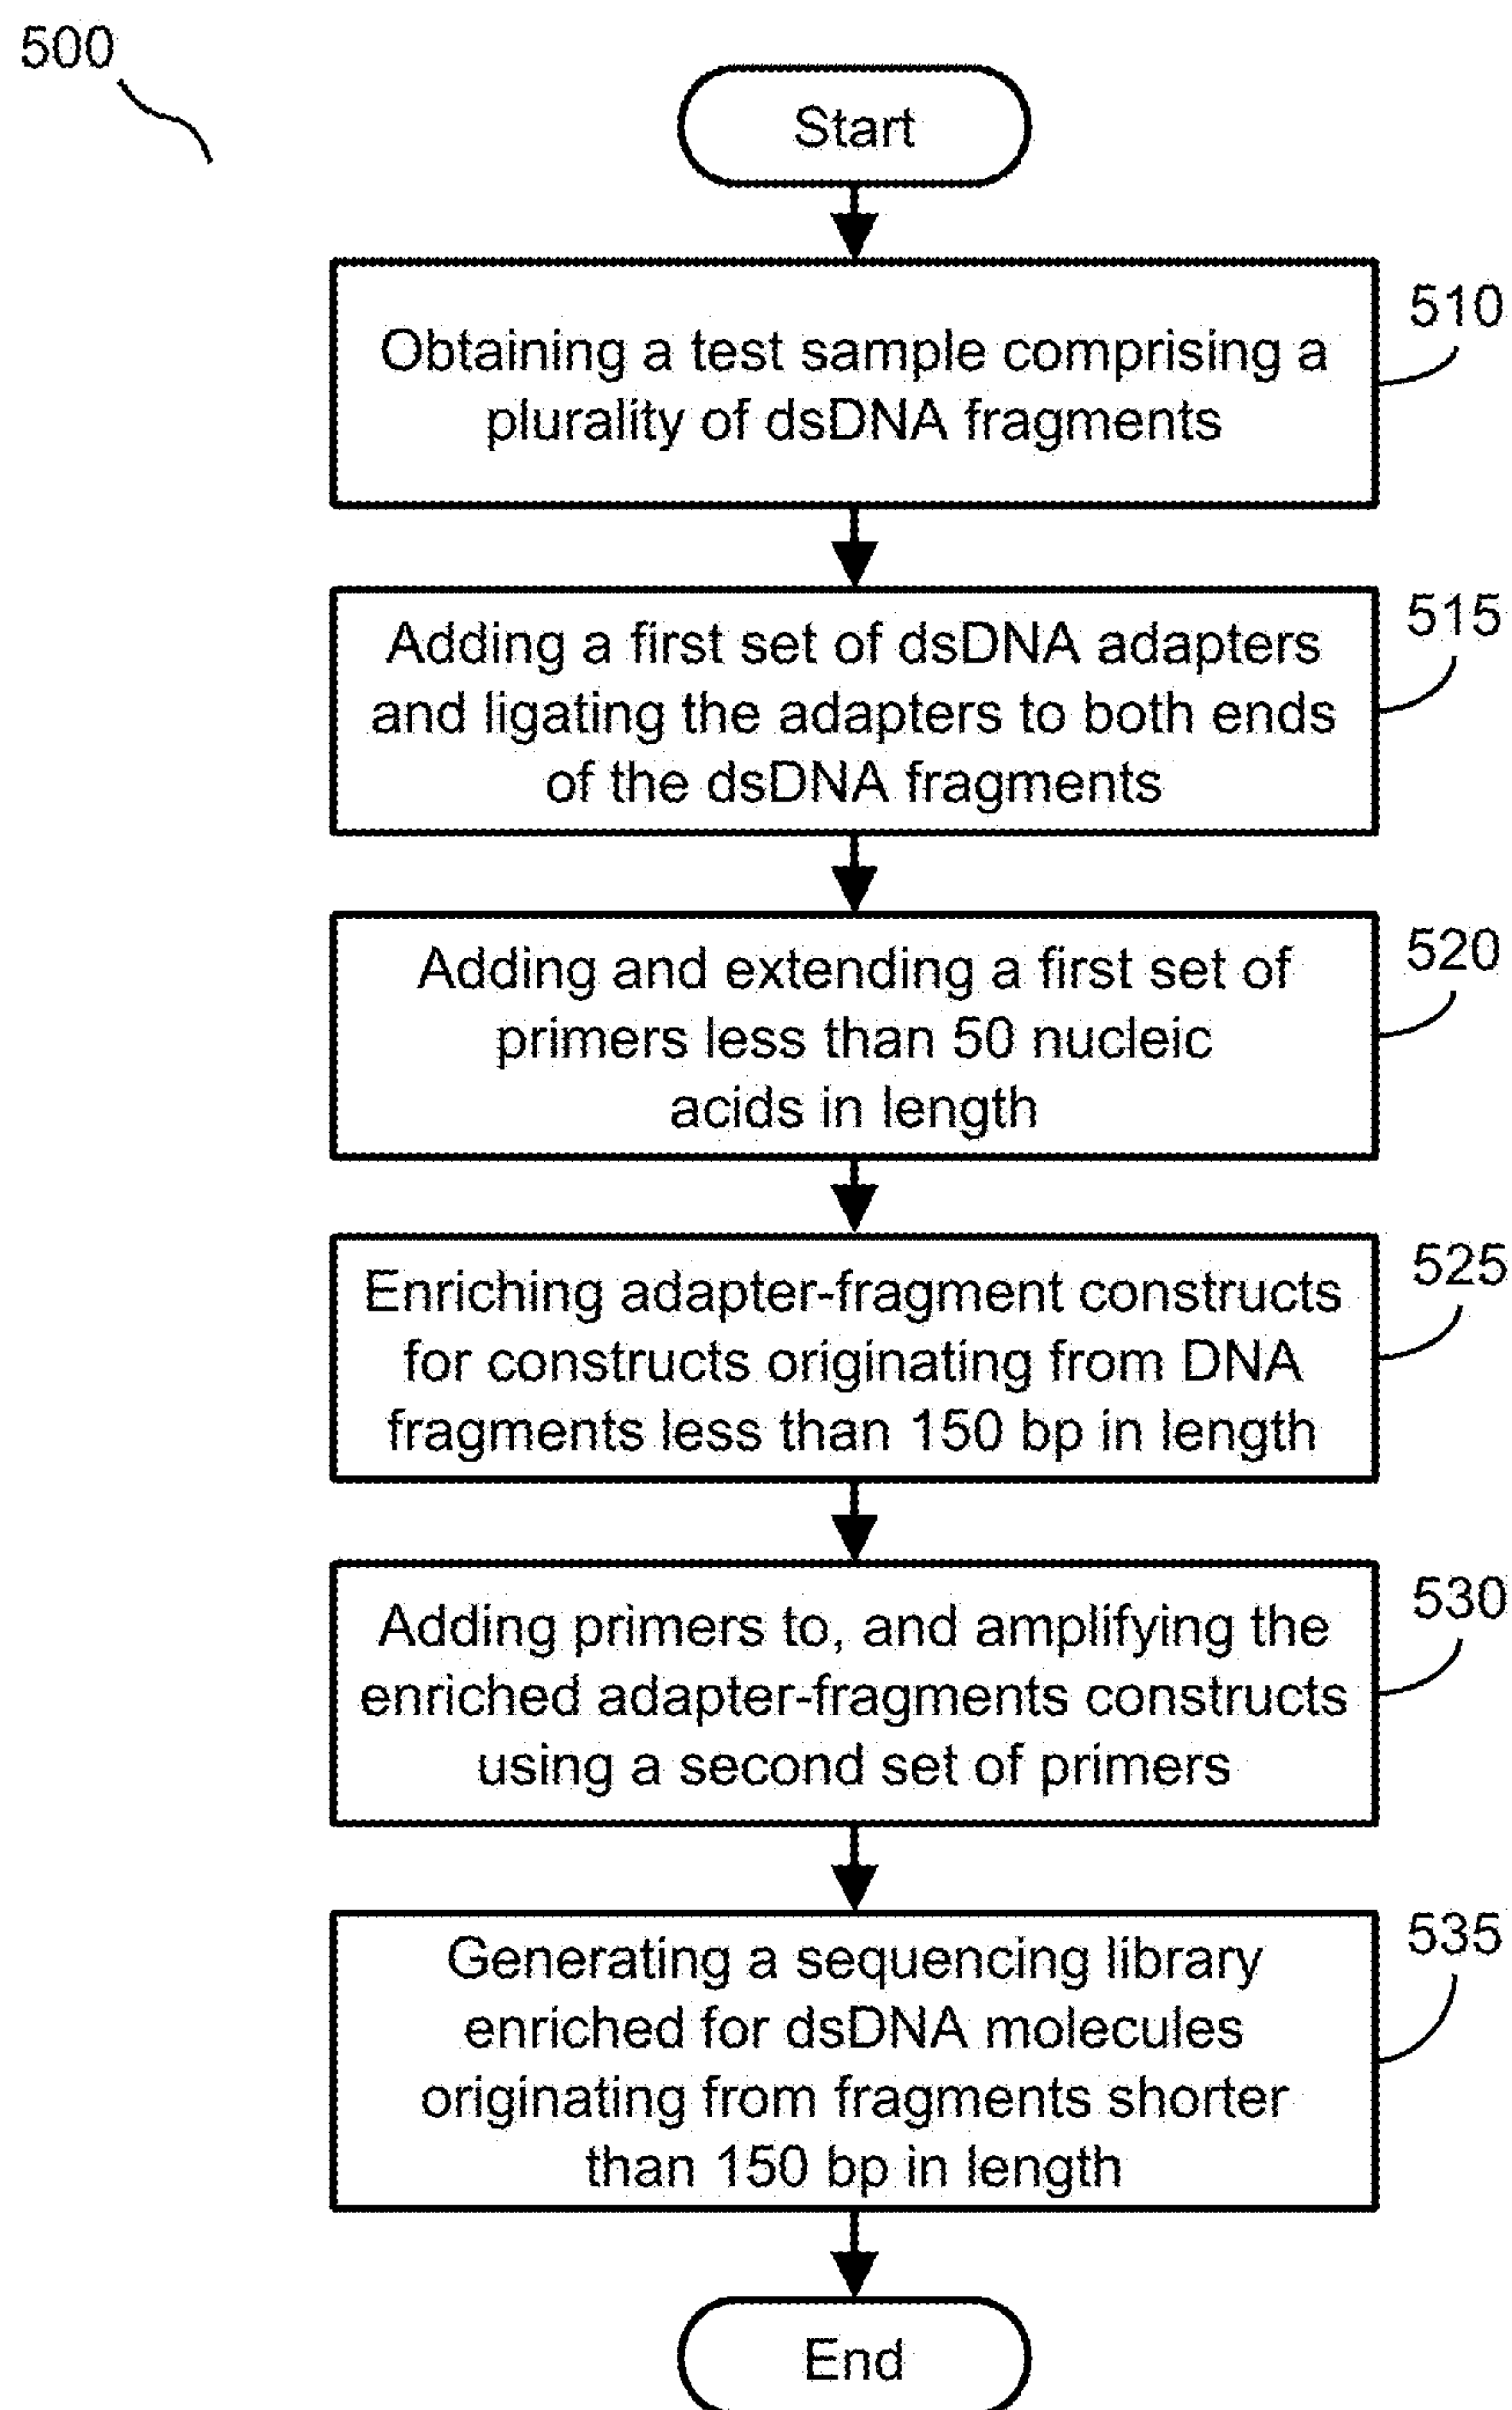 500
Start
510
Obtaining a test sample comprising a
plurality of dsDNA fragments
515
Adding a first set of dsDNA adapters
and ligating the adapters to both ends
of the dsDNA fragments
520
Adding and extending a first set of
primers less than 50 nucleic
acids in length
525
Enriching adapter-fragment constructs
for constructs originating from DNA
fragments less than 150 bp in length
530
Adding primers to, and amplifying the
enriched adapter-fragments constructs
using a second set of primers
535
Generating a sequencing library
enriched for dsDNA molecules
originating from fragments shorter
than 150 bp in length
End